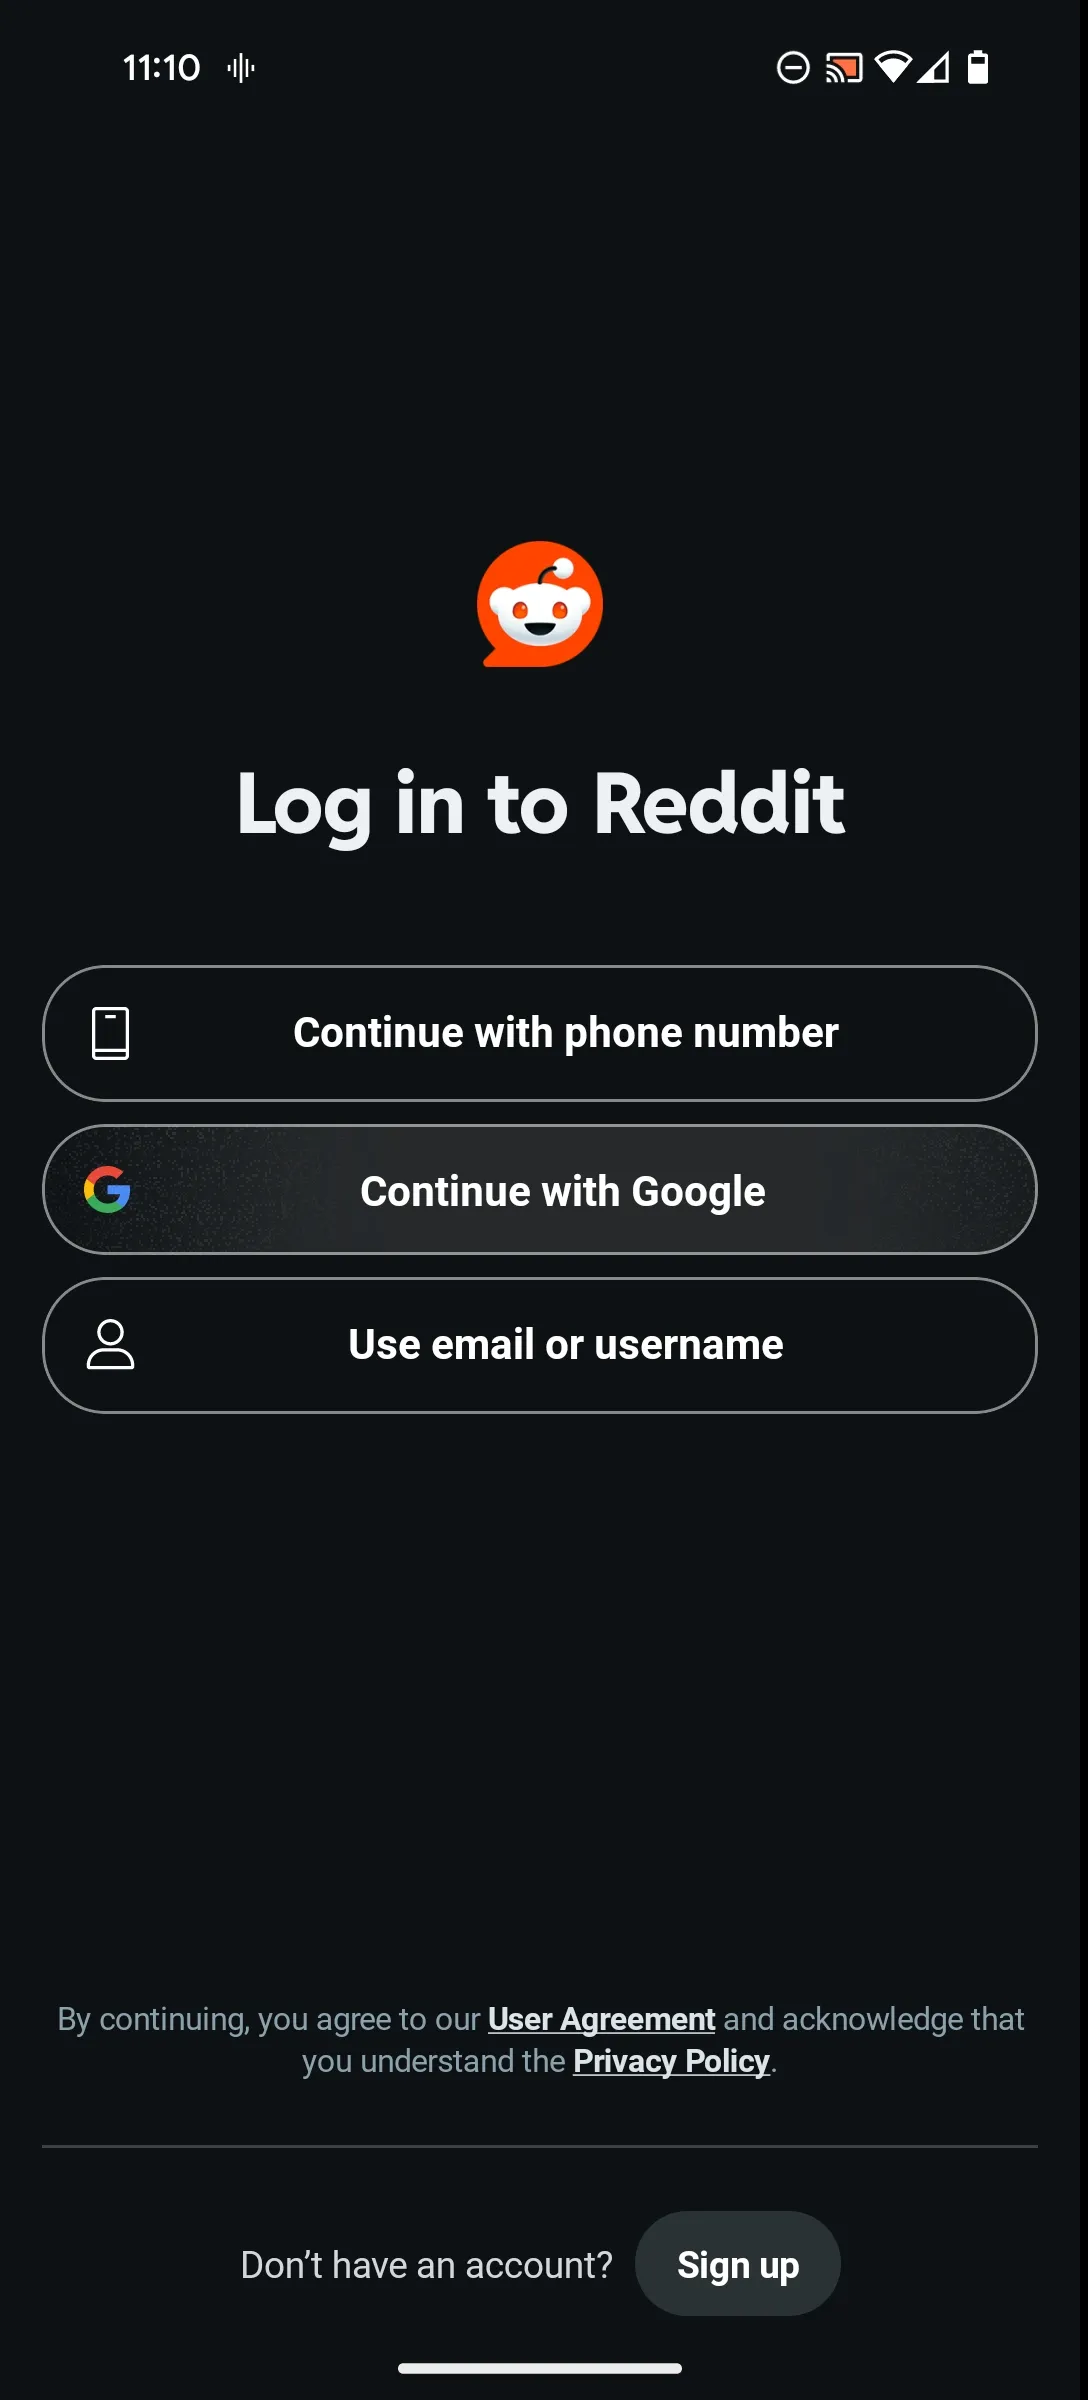 11:10
Log in to Reddit
Continue with phone number
Continue with Google
Use email or username
By continuing, you agree to our User Agreement and acknowledge that
you understand the Privacy Policy.
Don’t have an account? Sign up